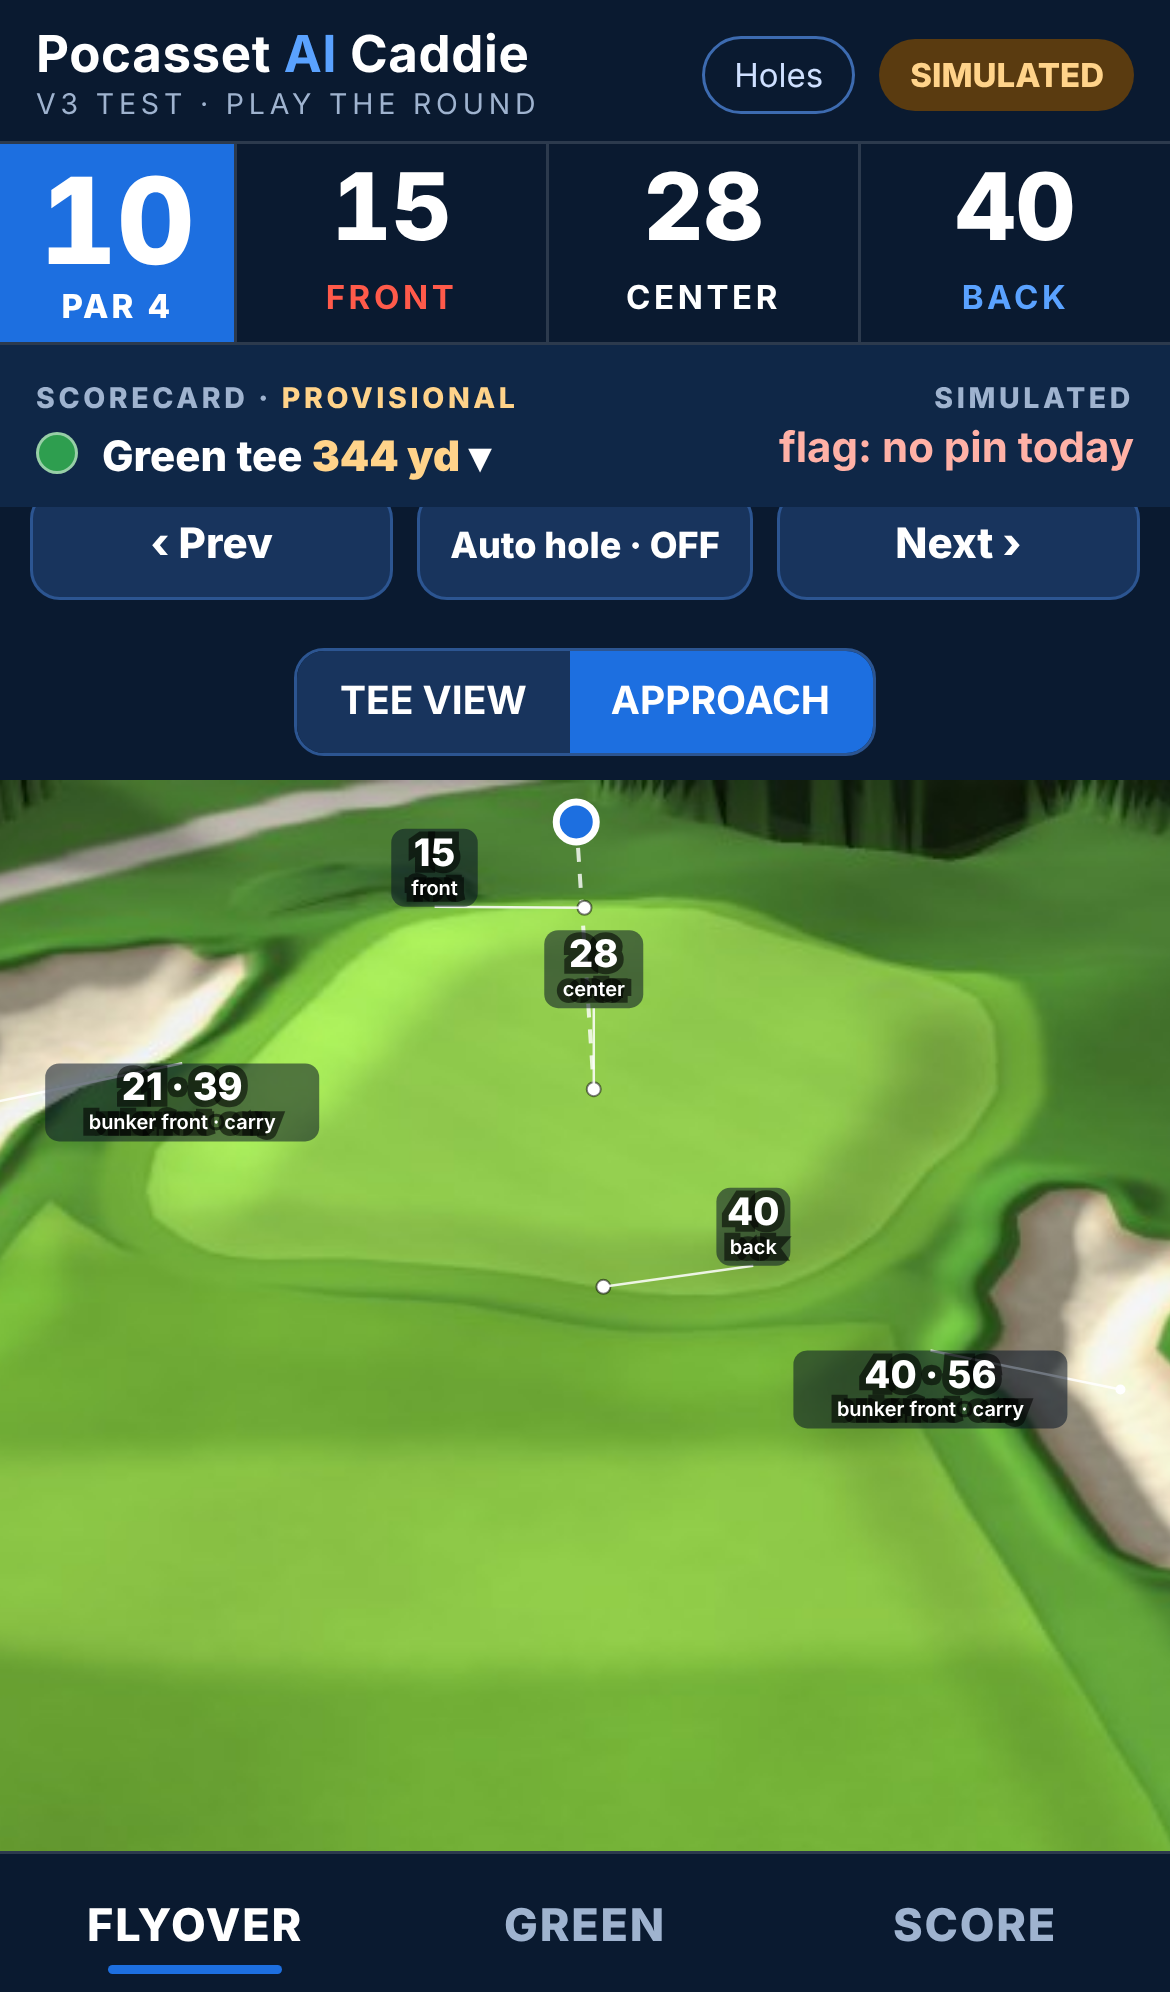 Pocasset AI Caddie
V3 TEST · PLAY THE ROUND
Holes
SIMULATED
10
PAR 4
15
FRONT
28
CENTER
40
BACK
SCORECARD · PROVISIONAL
Green tee 344 yd ▼
SIMULATED
flag: no pin today
‹ Prev
Auto hole · OFF
Next ›
TEE VIEW
APPROACH
15
front
28
center
21 · 39
bunker front · carry
40
back
40 · 56
bunker front · carry
FLYOVER
GREEN
SCORE